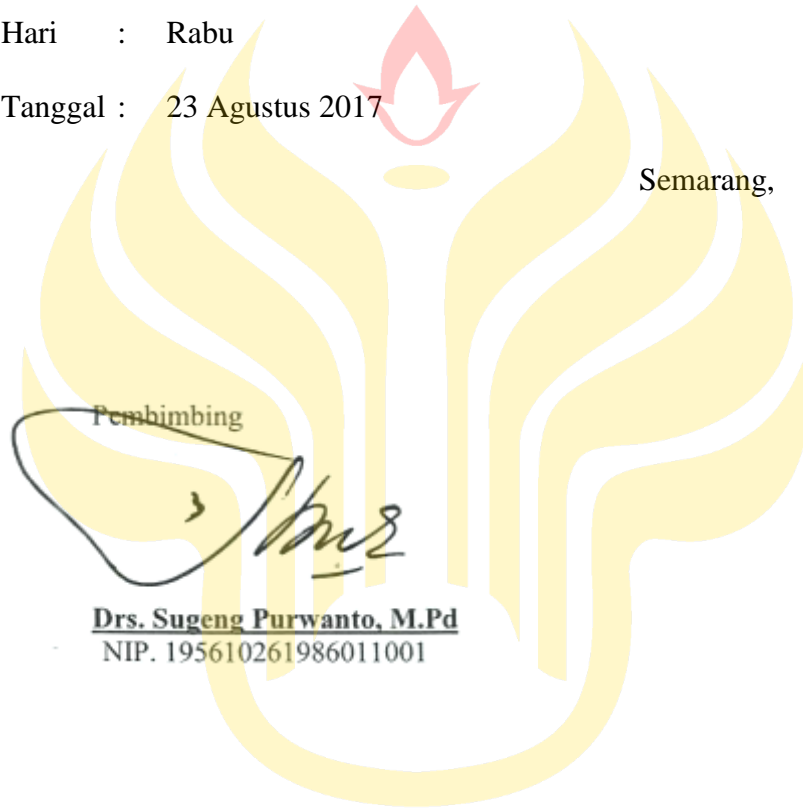 Hari : Rabu
Tanggal : 23 Agustus 2017
Semarang,
Pembimbing
Drs. Sugeng Purwanto, M.Pd
NIP. 195610261986011001